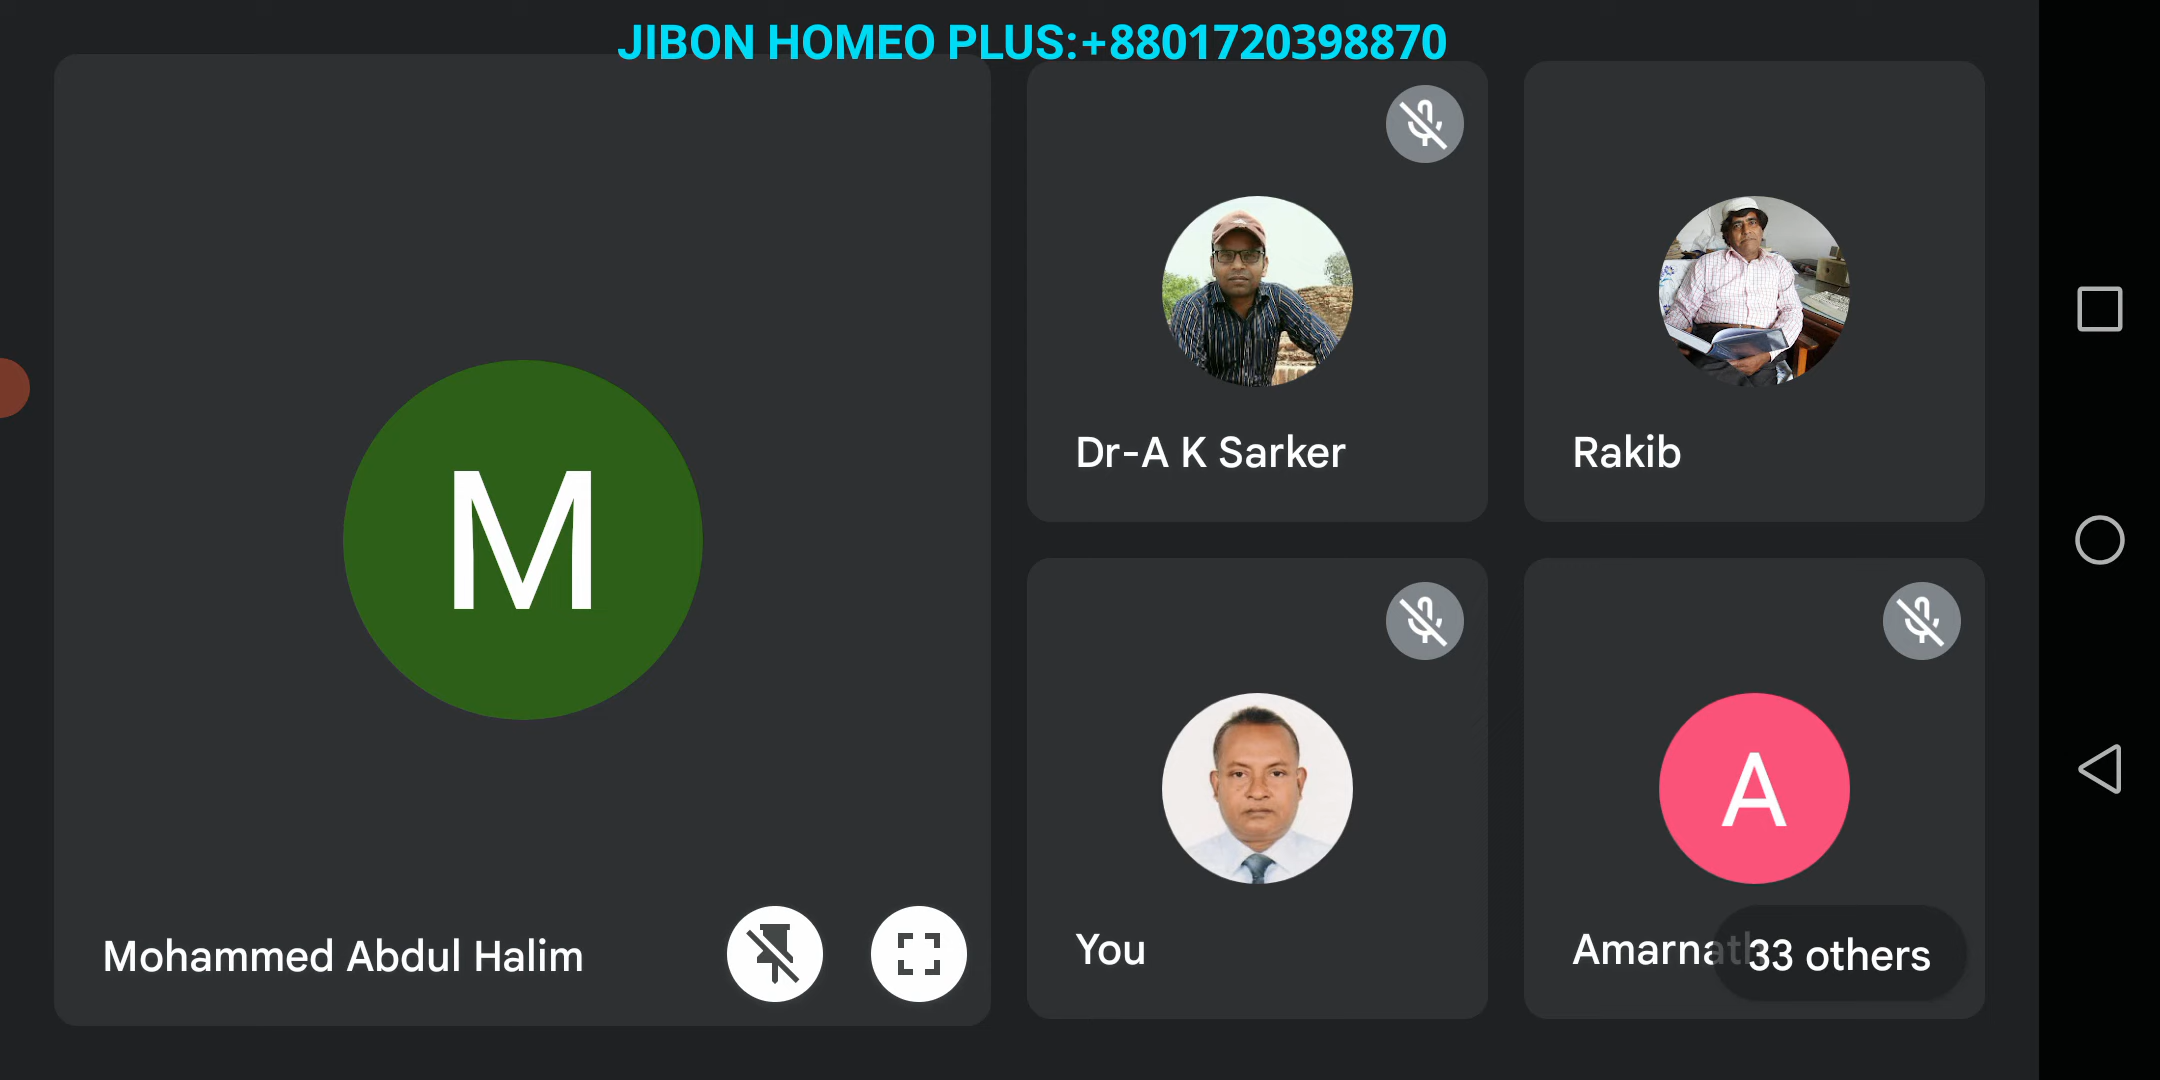 JIBON HOMEO PLUS:+8801720398870
M
Mohammed Abdul Halim
Dr-A K Sarker
Rakib
You
A
33 others